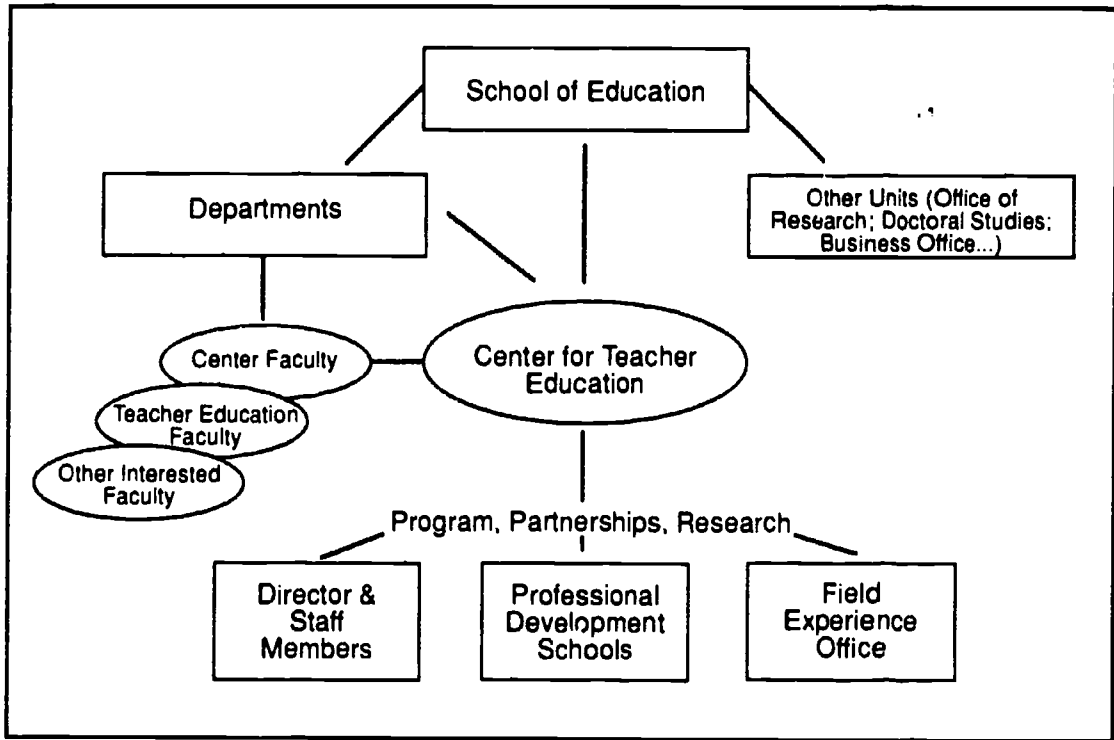 School of Education
Departments
Other Units (Office of
Research; Doctoral Studies;
Business Office...)
Center Faculty
Center for Teacher
Education
Teacher Education
Faculty
Other Interested
Faculty
Program, Partnerships, Research
Director &
Staff
Members
Professional
Development
Schools
Field
Experience
Office